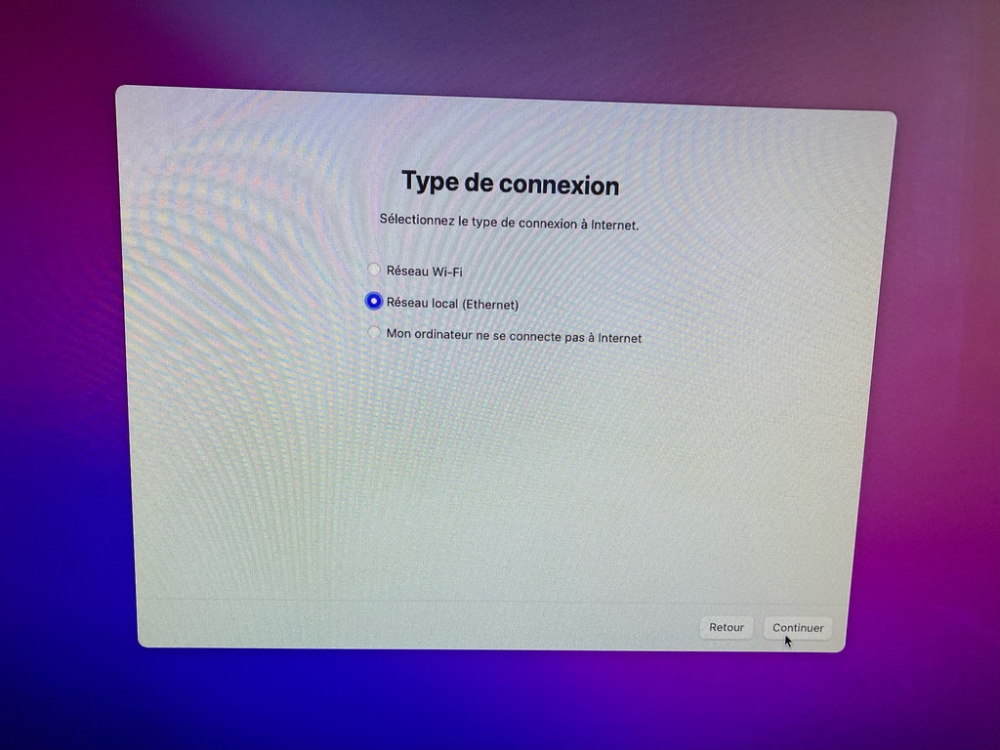 Type de connexion
Sélectionnez le type de connexion à Internet.
Réseau Wi-Fi
Réseau local (Ethernet)
Mon ordinateur ne se connecte pas à Internet
Retour
Continuer